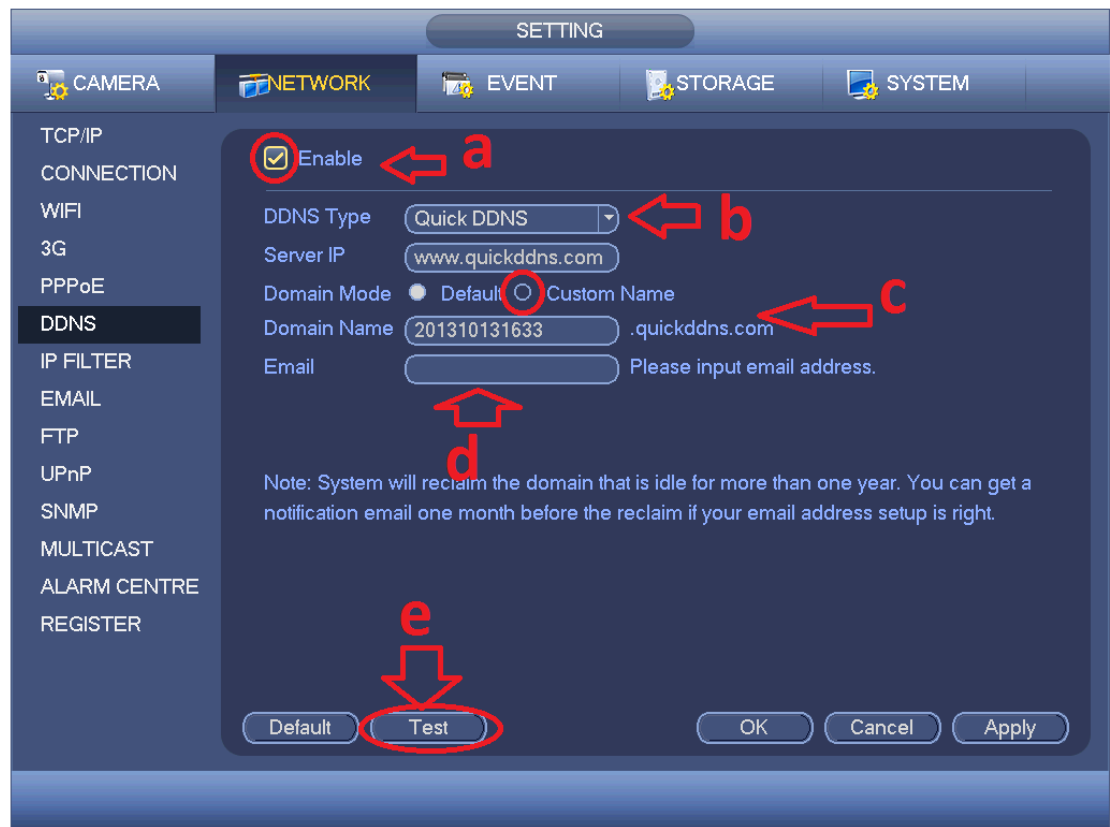 SETTING
CAMERA NETWORK EVENT STORAGE SYSTEM
TCP/IP
CONNECTION
WIFI
3G
PPPoE
DDNS
IP FILTER
EMAIL
FTP
UPnP
SNMP
MULTICAST
ALARM CENTRE
REGISTER
Enable a
DDNS Type Quick DDNS b
Server IP www.quickddns.com
Domain Mode Default Custom Name c
Domain Name 201310131633 .quickddns.com
Email Please input email address.
d
Note: System will reclaim the domain that is idle for more than one year. You can get a
notification email one month before the reclaim if your email address setup is right.
e
Default Test OK Cancel Apply